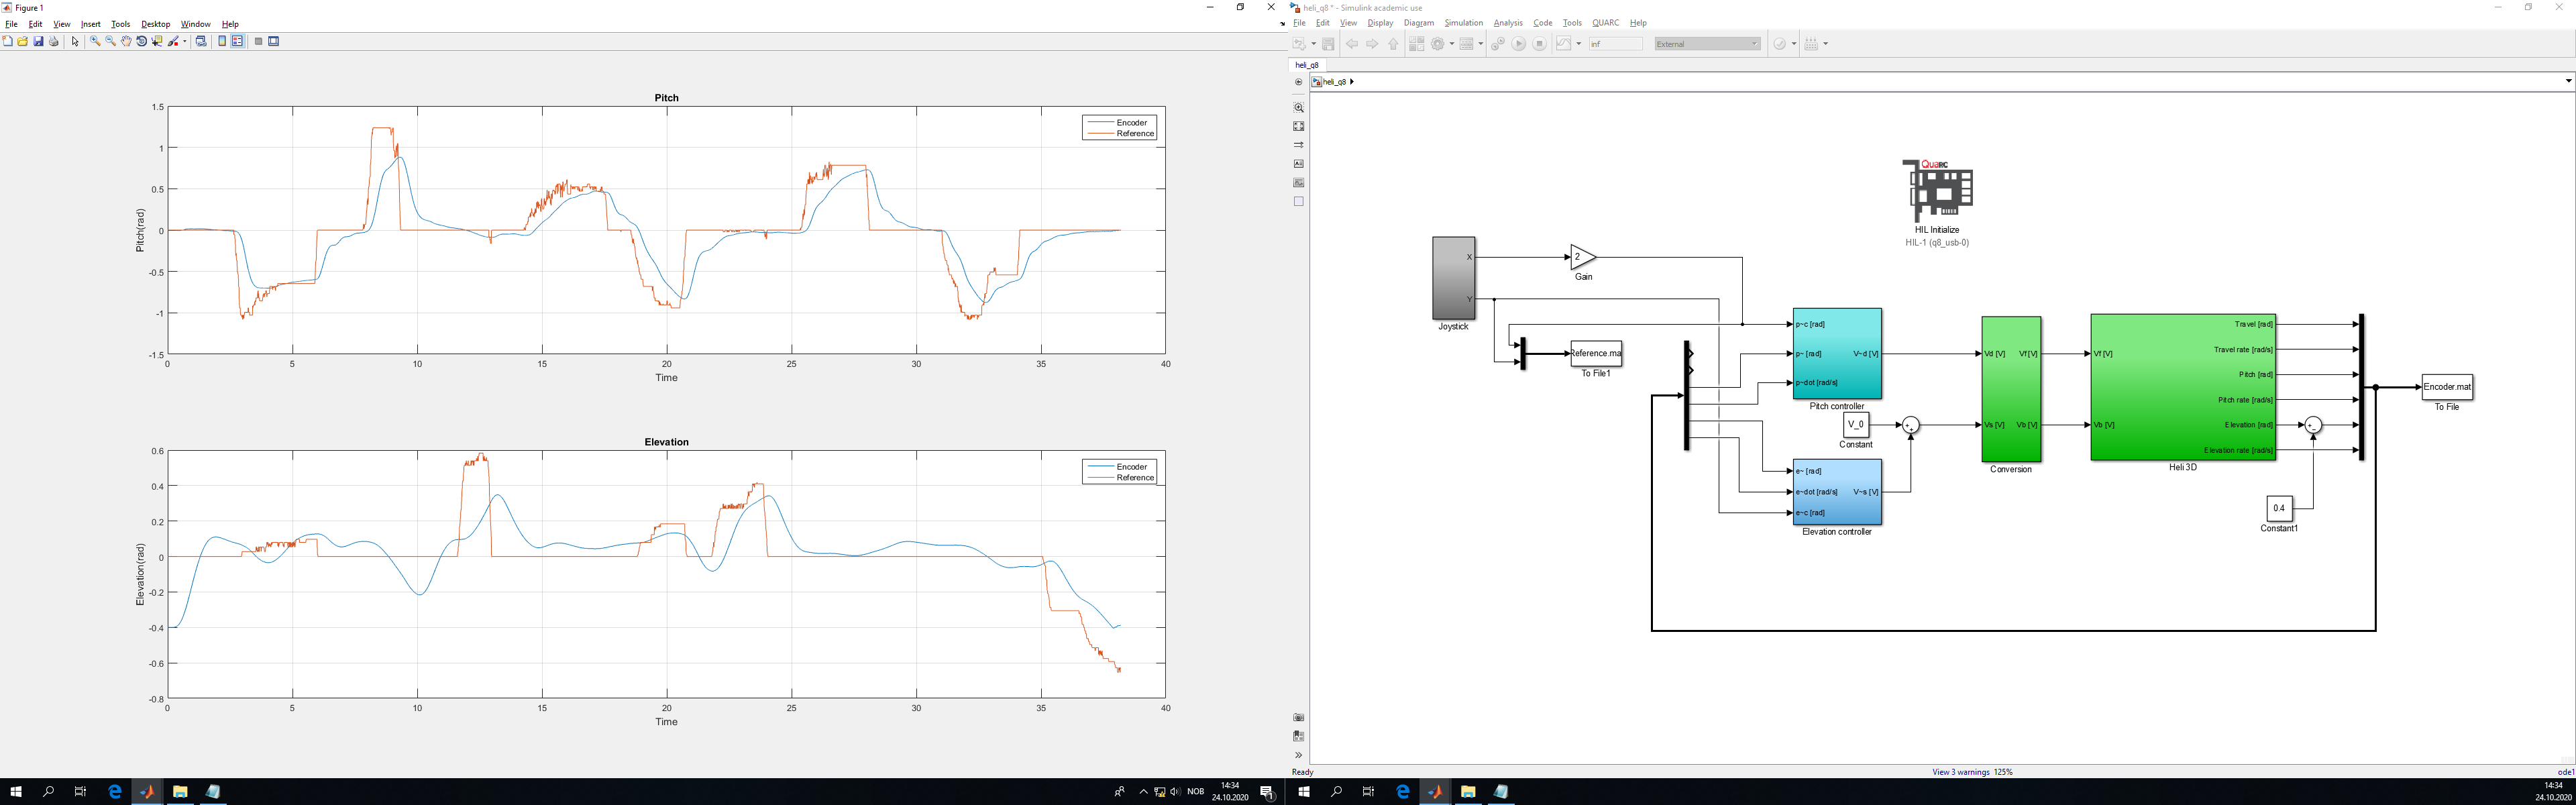 Figure 1
File Edit View Insert Tools Desktop Window Help
Pitch
1.5
1
0.5
0
-0.5
-1
-1.5
Pitch(rad)
Encoder
Reference
0 5 10 15 20 25 30 35 40
Time
Elevation
0.6
0.4
0.2
0
-0.2
-0.4
-0.6
-0.8
Elevation(rad)
Encoder
Reference
0 5 10 15 20 25 30 35 40
Time
NOB
14:34
24.10.2020
heli_q8 * - Simulink academic use
File Edit View Display Diagram Simulation Analysis Code Tools QUARC Help
inf
External
heli_q8
heli_q8
QUARC
HIL Initialize
HIL-1 (q8_usb-0)
X
Y
Joystick
2
Gain
Reference.ma
To File1
p~c [rad]
p~ [rad]
p~dot [rad/s]
V~d [V]
Pitch controller
V_0
Constant
e~ [rad]
e~dot [rad/s]
e~c [rad]
V~s [V]
Elevation controller
Vd [V]
Vf [V]
Vs [V]
Vb [V]
Conversion
Vf [V]
Vb [V]
Travel [rad]
Travel rate [rad/s]
Pitch [rad]
Pitch rate [rad/s]
Elevation [rad]
Elevation rate [rad/s]
Heli 3D
0.4
Constant1
Encoder.mat
To File
Ready
View 3 warnings 125%
ode1
14:34
24.10.2020